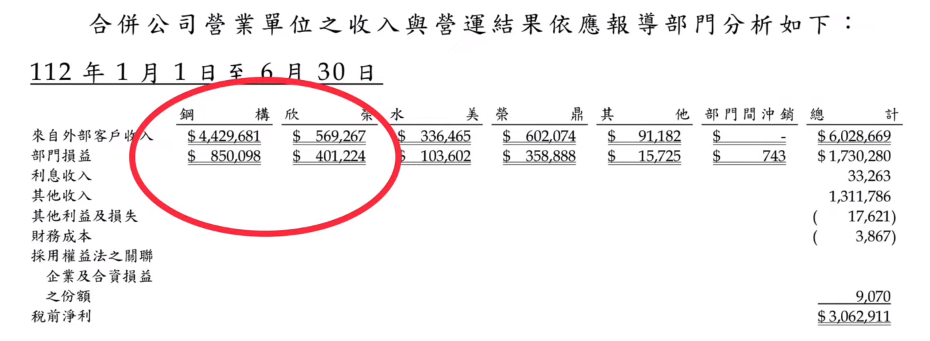 合併公司營業單位之收入與營運結果依應報導部門分析如下：
112 年 1 月 1 日至 6 月 30 日
鋼構 欣榮 水美 榮鼎 其他 部門間沖銷 總計
來自外部客戶收入 $ 4,429,681 $ 569,267 $ 336,465 $ 602,074 $ 91,182 $ - $ 6,028,669
部門損益 $ 850,098 $ 401,224 $ 103,602 $ 358,888 $ 15,725 $ 743 $ 1,730,280
利息收入 33,263
其他收入 1,311,786
其他利益及損失 ( 17,621)
財務成本 ( 3,867)
採用權益法之關聯
企業及合資損益
之份額 9,070
稅前淨利 $ 3,062,911